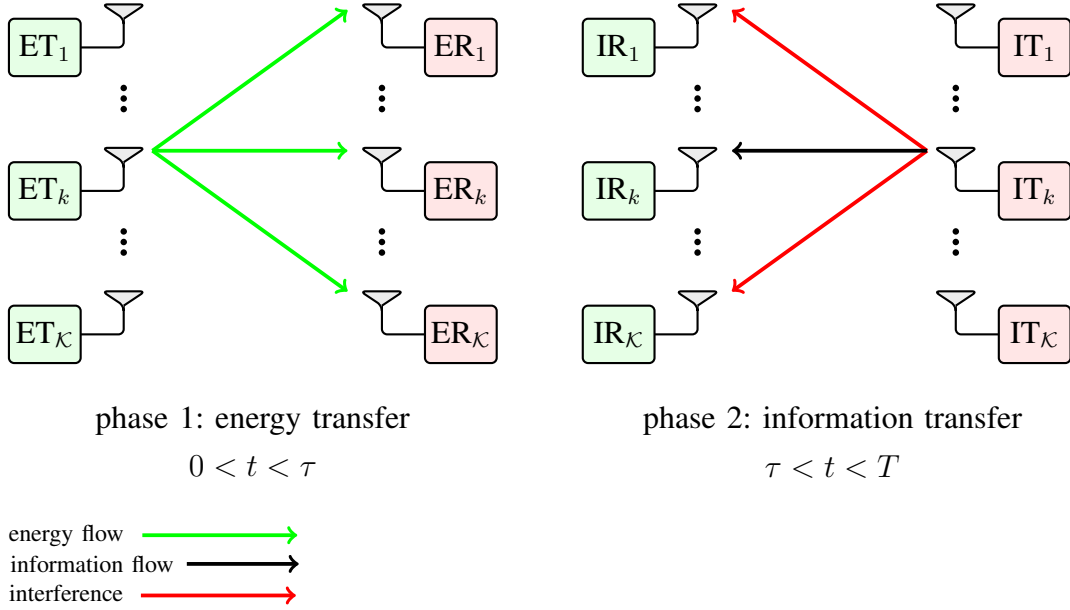 ET₁ ER₁ IR₁ IT₁
ETₖ ERₖ IRₖ ITₖ
ET𝒦 ER𝒦 IR𝒦 IT𝒦
phase 1: energy transfer
0 < t < τ
phase 2: information transfer
τ < t < T
energy flow
information flow
interference